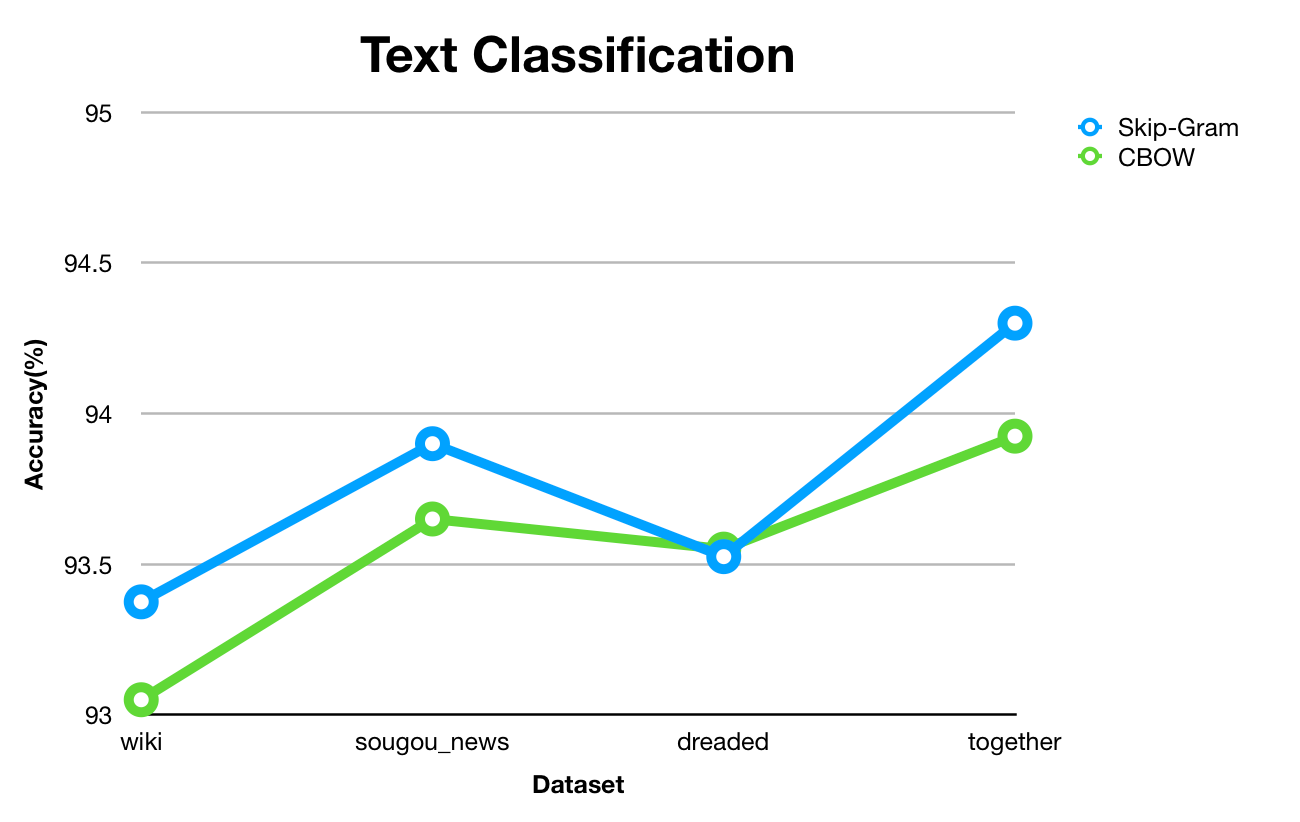 Text Classification
95
94.5
94
93.5
93
Accuracy(%)
wiki
sougou_news
dreaded
together
Dataset
Skip-Gram
CBOW